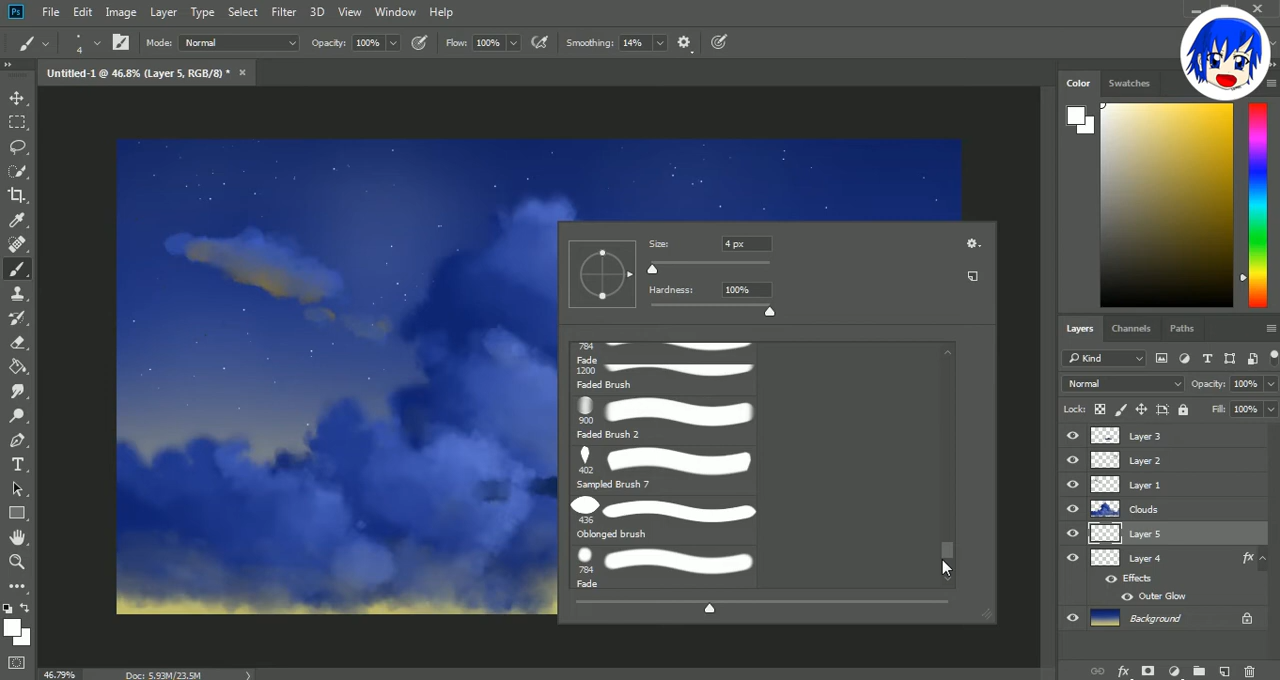 Ps File Edit Image Layer Type Select Filter 3D View Window Help
4 Mode: Normal Opacity: 100% Flow: 100% Smoothing: 14%
Untitled-1 @ 46.8% (Layer 5, RGB/8) * ×
Color Swatches
Size: 4 px
Hardness: 100%
784
Fade
1200
Faded Brush
900
Faded Brush 2
402
Sampled Brush 7
436
Oblonged brush
784
Fade
Layers Channels Paths
Kind
Normal Opacity: 100%
Lock: Fill: 100%
Layer 3
Layer 2
Layer 1
Clouds
Layer 5
Layer 4 fx
Effects
Outer Glow
Background
fx
46.79% Doc: 5.93M/23.5M